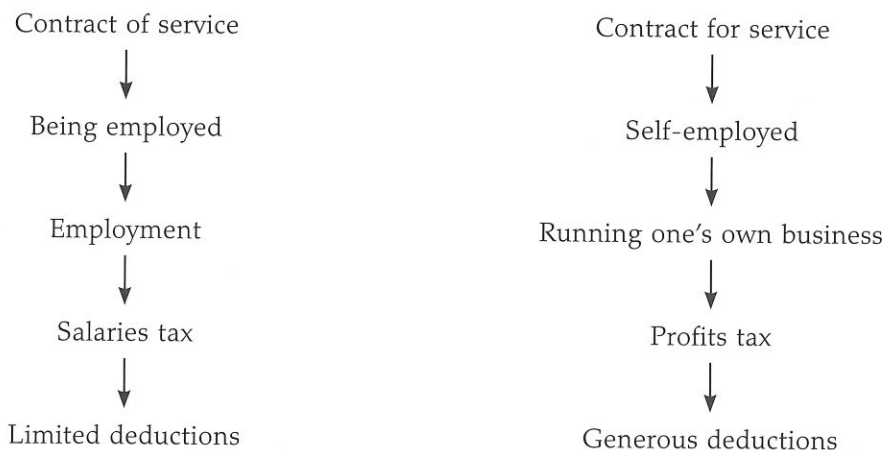 Contract of service
Being employed
Employment
Salaries tax
Limited deductions
Contract for service
Self-employed
Running one's own business
Profits tax
Generous deductions